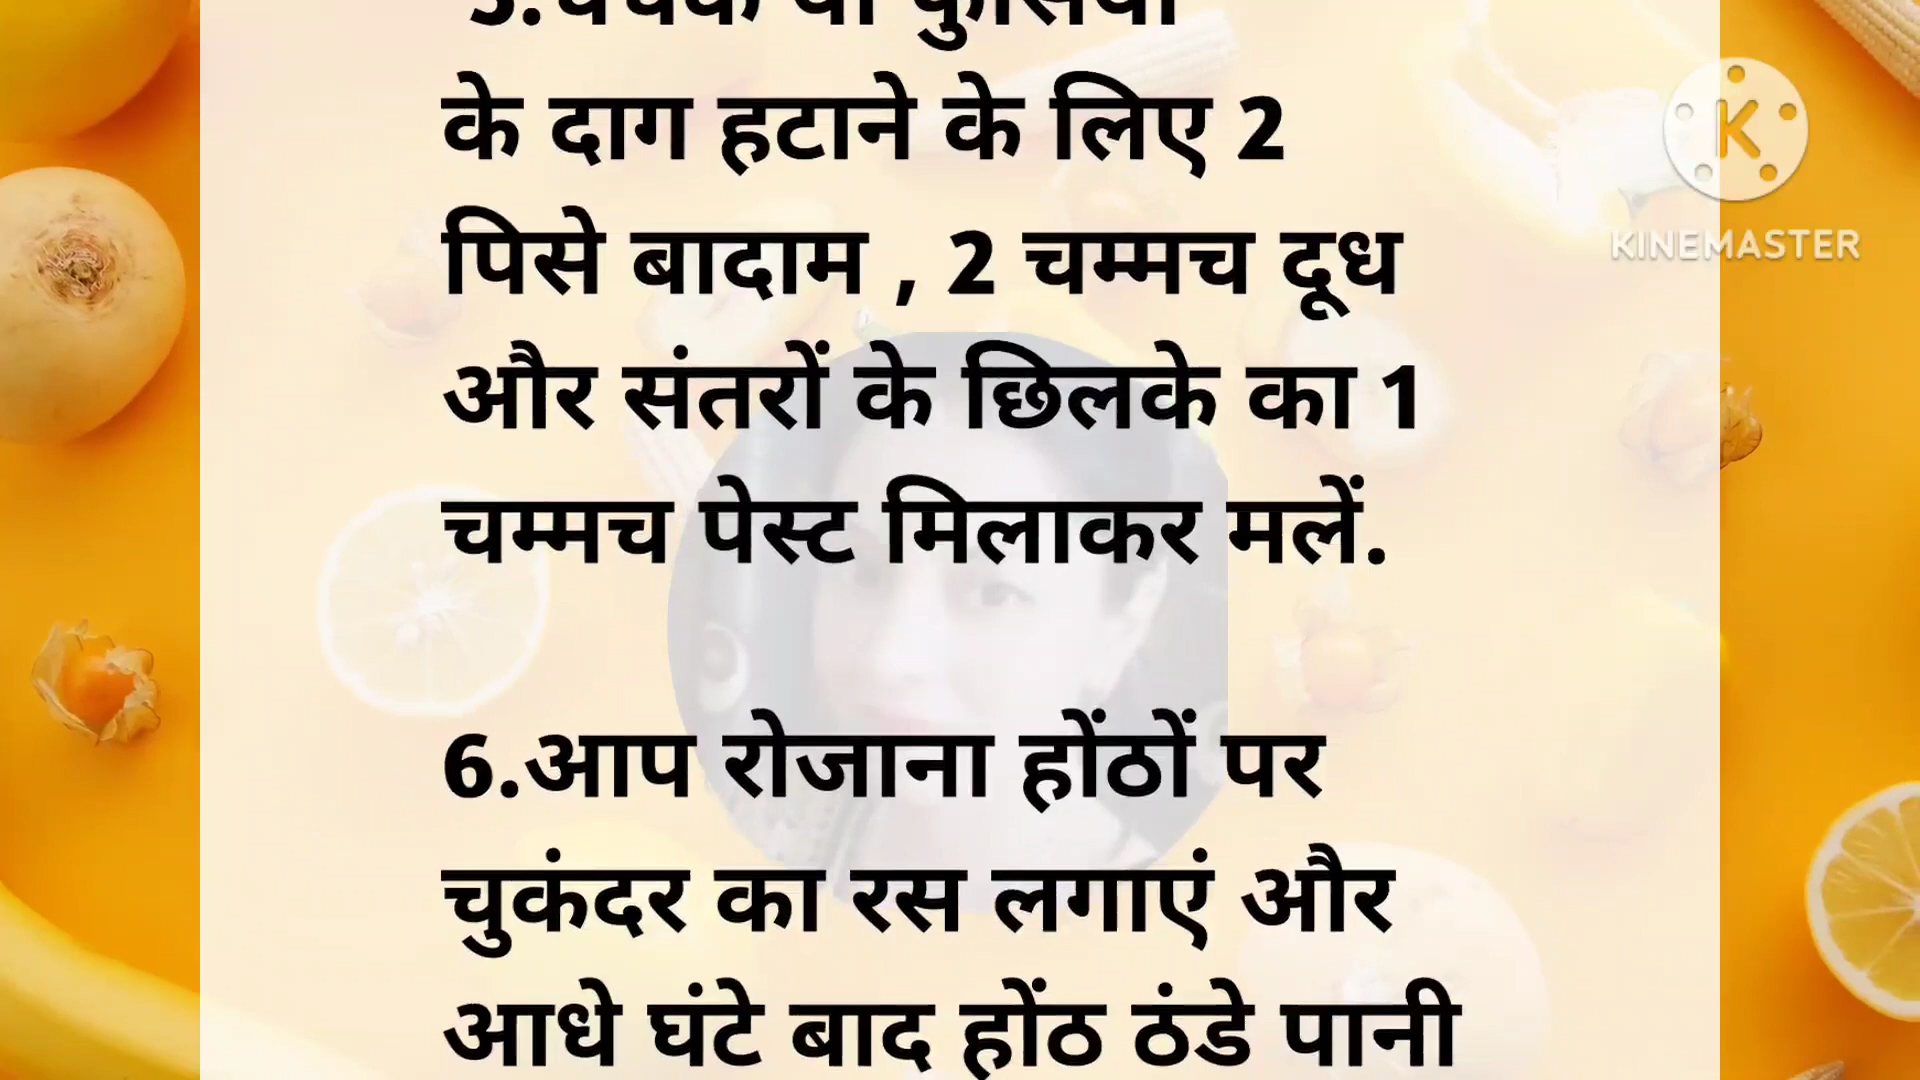 के दाग हटाने के लिए 2
पिसे बादाम , 2 चम्मच दूध
और संतरों के छिलके का 1
चम्मच पेस्ट मिलाकर मलें.
6.आप रोजाना होंठों पर
चुकंदर का रस लगाएं और
आधे घंटे बाद होंठ ठंडे पानी
K
KINEMASTER